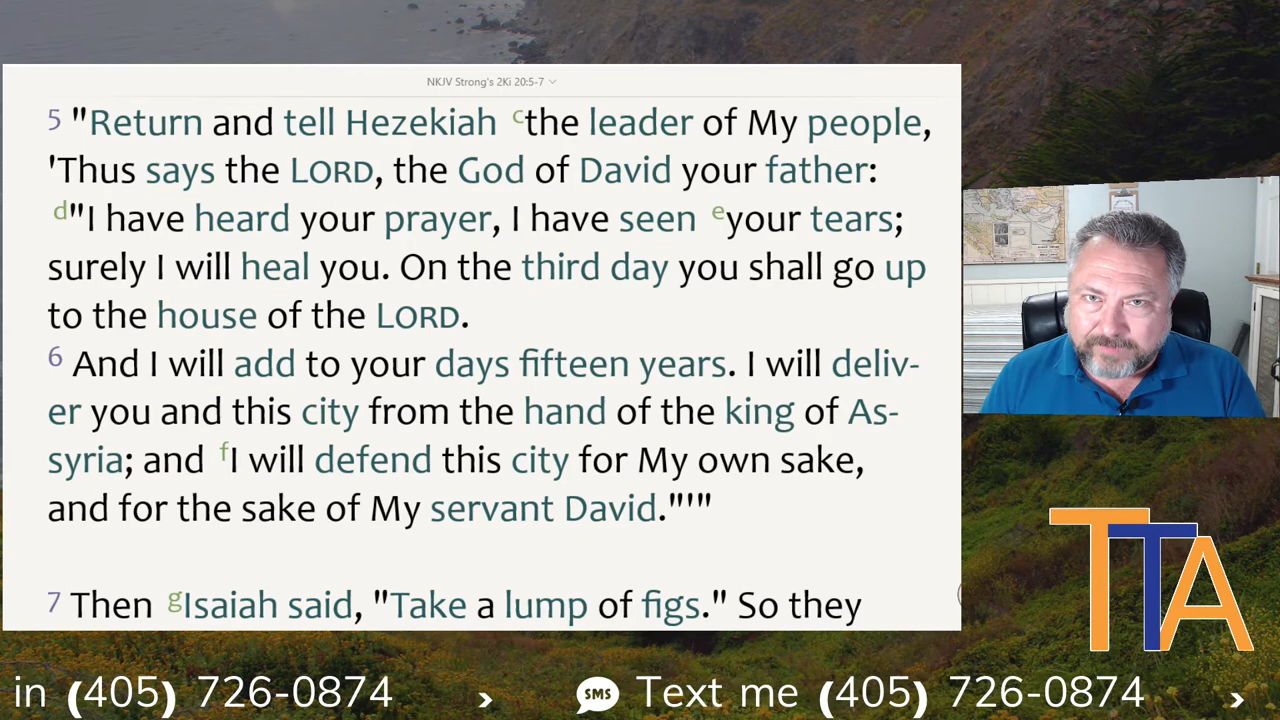 NKJV Strong's 2Ki 20:5-7
5 "Return and tell Hezekiah cthe leader of My people,
'Thus says the LORD, the God of David your father:
d"I have heard your prayer, I have seen eyour tears;
surely I will heal you. On the third day you shall go up
to the house of the LORD.
6 And I will add to your days fifteen years. I will deliv-
er you and this city from the hand of the king of As-
syria; and fI will defend this city for My own sake,
and for the sake of My servant David."'"
7 Then gIsaiah said, "Take a lump of figs." So they
TTA
in (405) 726-0874 › SMS Text me (405) 726-0874 ›